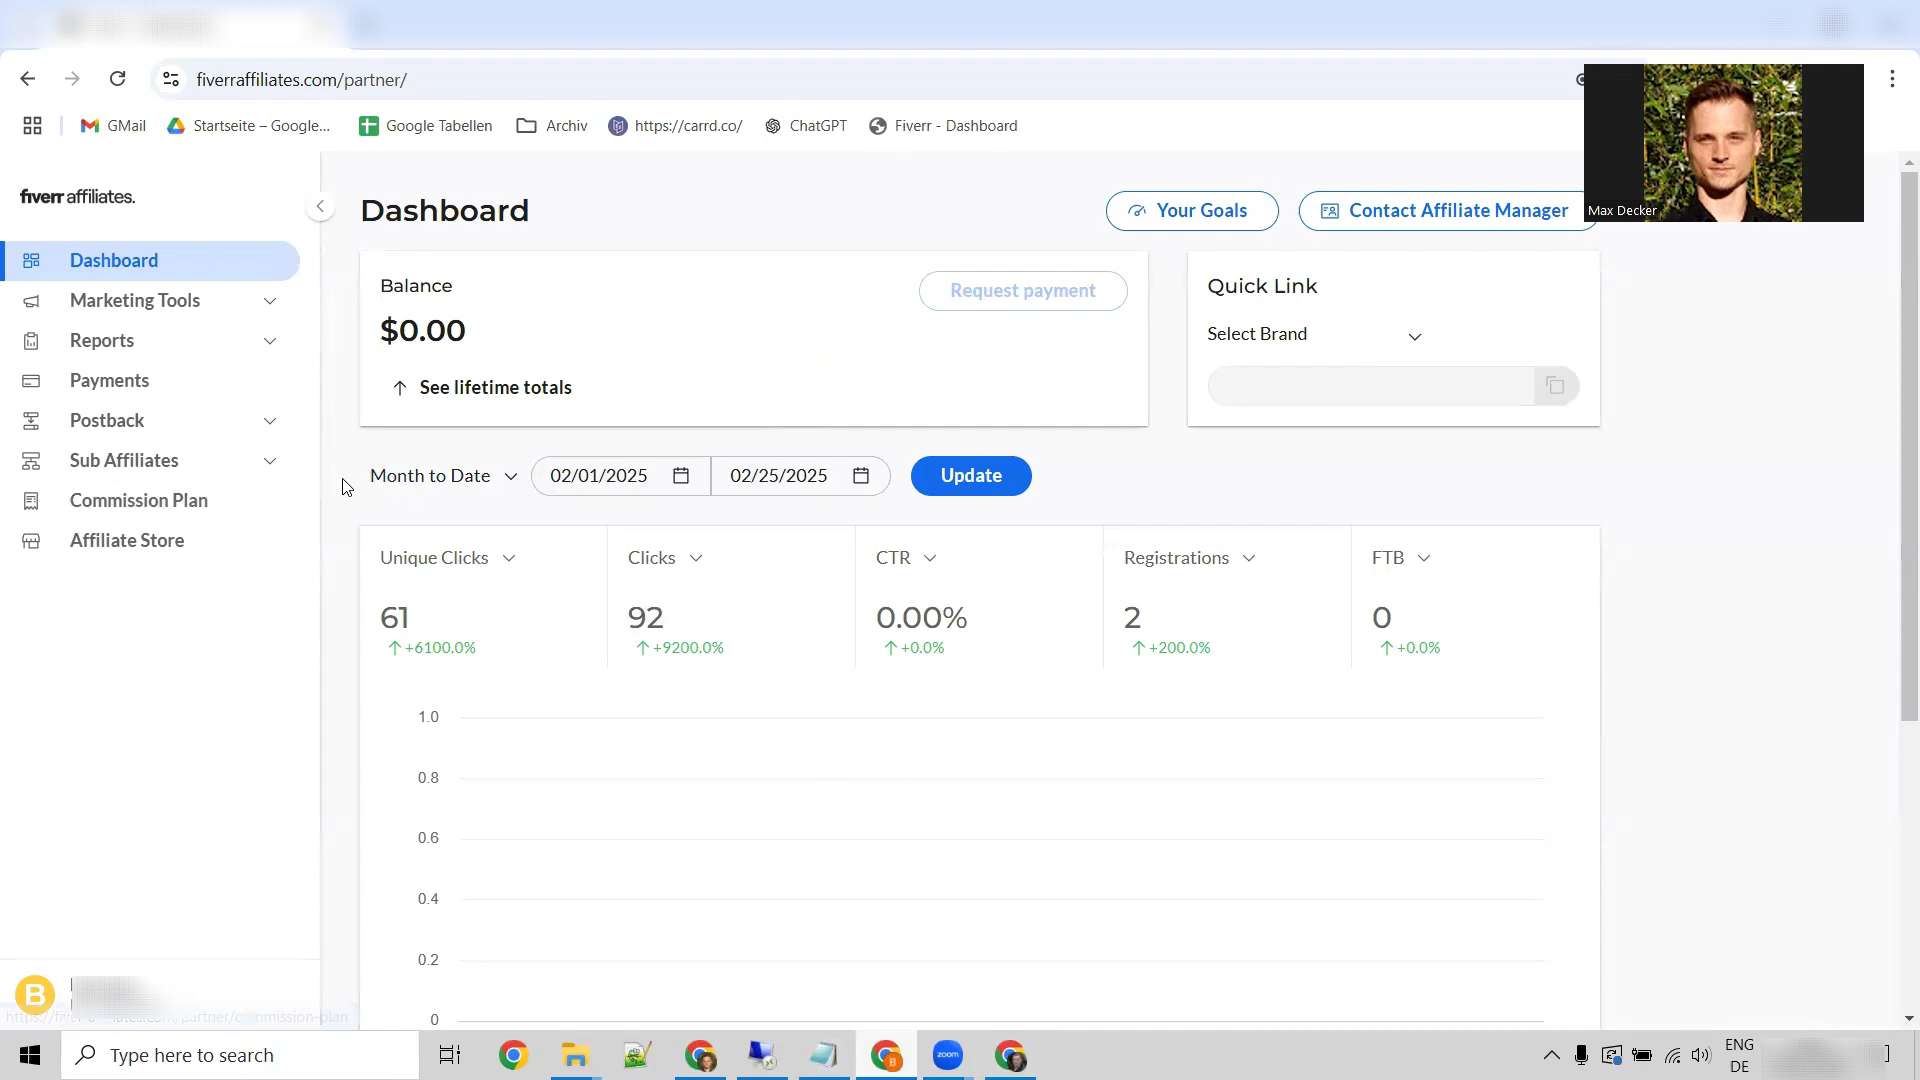 fiverraffiliates.com/partner/
GMail
Startseite – Google...
Google Tabellen
Archiv
https://carrd.co/
ChatGPT
Fiverr - Dashboard
Max Decker
fiverr affiliates.
Dashboard
Marketing Tools
Reports
Payments
Postback
Sub Affiliates
Commission Plan
Affiliate Store
B
Dashboard
Your Goals
Contact Affiliate Manager
Balance
Request payment
$0.00
See lifetime totals
Quick Link
Select Brand
Month to Date
02/01/2025
02/25/2025
Update
Unique Clicks
61
+6100.0%
Clicks
92
+9200.0%
CTR
0.00%
+0.0%
Registrations
2
+200.0%
FTB
0
+0.0%
1.0
0.8
0.6
0.4
0.2
0
Type here to search
zoom
ENG
DE